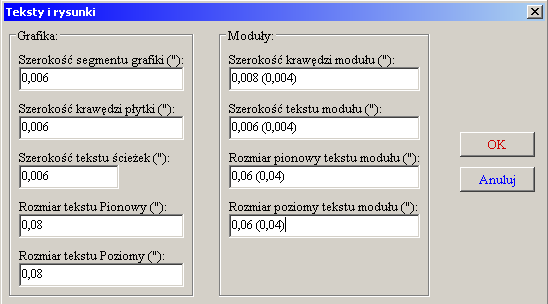 Teksty i rysunki
Grafika:
Szerokość segmentu grafiki ("):
0,006
Szerokość krawędzi płytki ("):
0,006
Szerokość tekstu ścieżek ("):
0,006
Rozmiar tekstu Pionowy ("):
0,08
Rozmiar tekstu Poziomy ("):
0,08
Moduły:
Szerokość krawędzi modułu ("):
0,008 (0,004)
Szerokość tekstu modułu ("):
0,006 (0,004)
Rozmiar pionowy tekstu modułu ("):
0,06 (0,04)
Rozmiar poziomy tekstu modułu ("):
0,06 (0,04)
OK
Anuluj